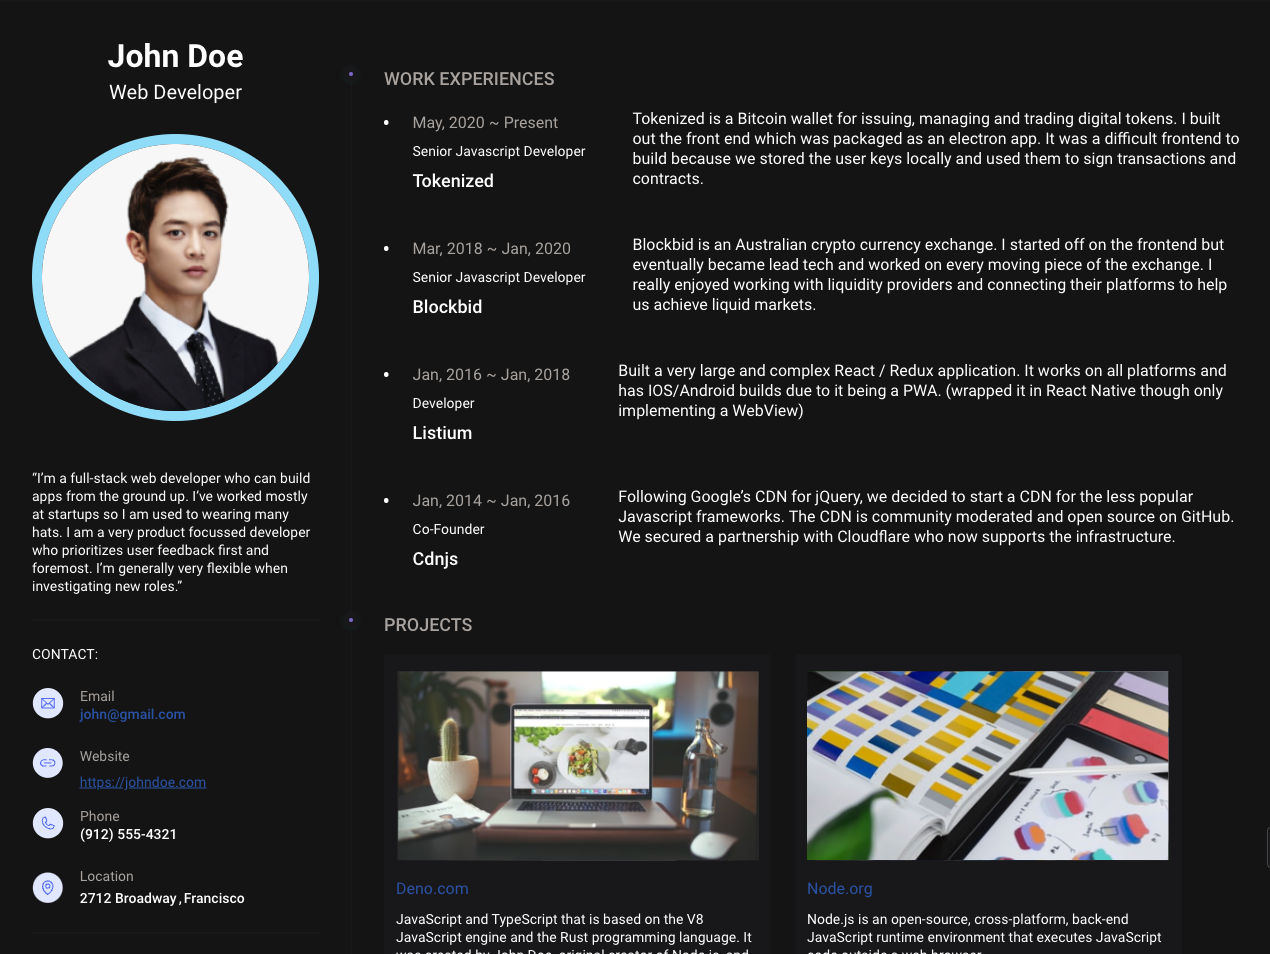 John Doe
Web Developer
“I’m a full-stack web developer who can build
apps from the ground up. I’ve worked mostly
at startups so I am used to wearing many
hats. I am a very product focussed developer
who prioritizes user feedback first and
foremost. I’m generally very flexible when
investigating new roles.”
CONTACT:
Email
john@gmail.com
Website
https://johndoe.com
Phone
(912) 555-4321
Location
2712 Broadway , Francisco
WORK EXPERIENCES
May, 2020 ~ Present
Senior Javascript Developer
Tokenized
Tokenized is a Bitcoin wallet for issuing, managing and trading digital tokens. I built
out the front end which was packaged as an electron app. It was a difficult frontend to
build because we stored the user keys locally and used them to sign transactions and
contracts.
Mar, 2018 ~ Jan, 2020
Senior Javascript Developer
Blockbid
Blockbid is an Australian crypto currency exchange. I started off on the frontend but
eventually became lead tech and worked on every moving piece of the exchange. I
really enjoyed working with liquidity providers and connecting their platforms to help
us achieve liquid markets.
Jan, 2016 ~ Jan, 2018
Developer
Listium
Built a very large and complex React / Redux application. It works on all platforms and
has IOS/Android builds due to it being a PWA. (wrapped it in React Native though only
implementing a WebView)
Jan, 2014 ~ Jan, 2016
Co-Founder
Cdnjs
Following Google’s CDN for jQuery, we decided to start a CDN for the less popular
Javascript frameworks. The CDN is community moderated and open source on GitHub.
We secured a partnership with Cloudflare who now supports the infrastructure.
PROJECTS
Deno.com
JavaScript and TypeScript that is based on the V8
JavaScript engine and the Rust programming language. It
was created by John Doe, original creator of Node.js, and
Node.org
Node.js is an open-source, cross-platform, back-end
JavaScript runtime environment that executes JavaScript
code outside a web browser